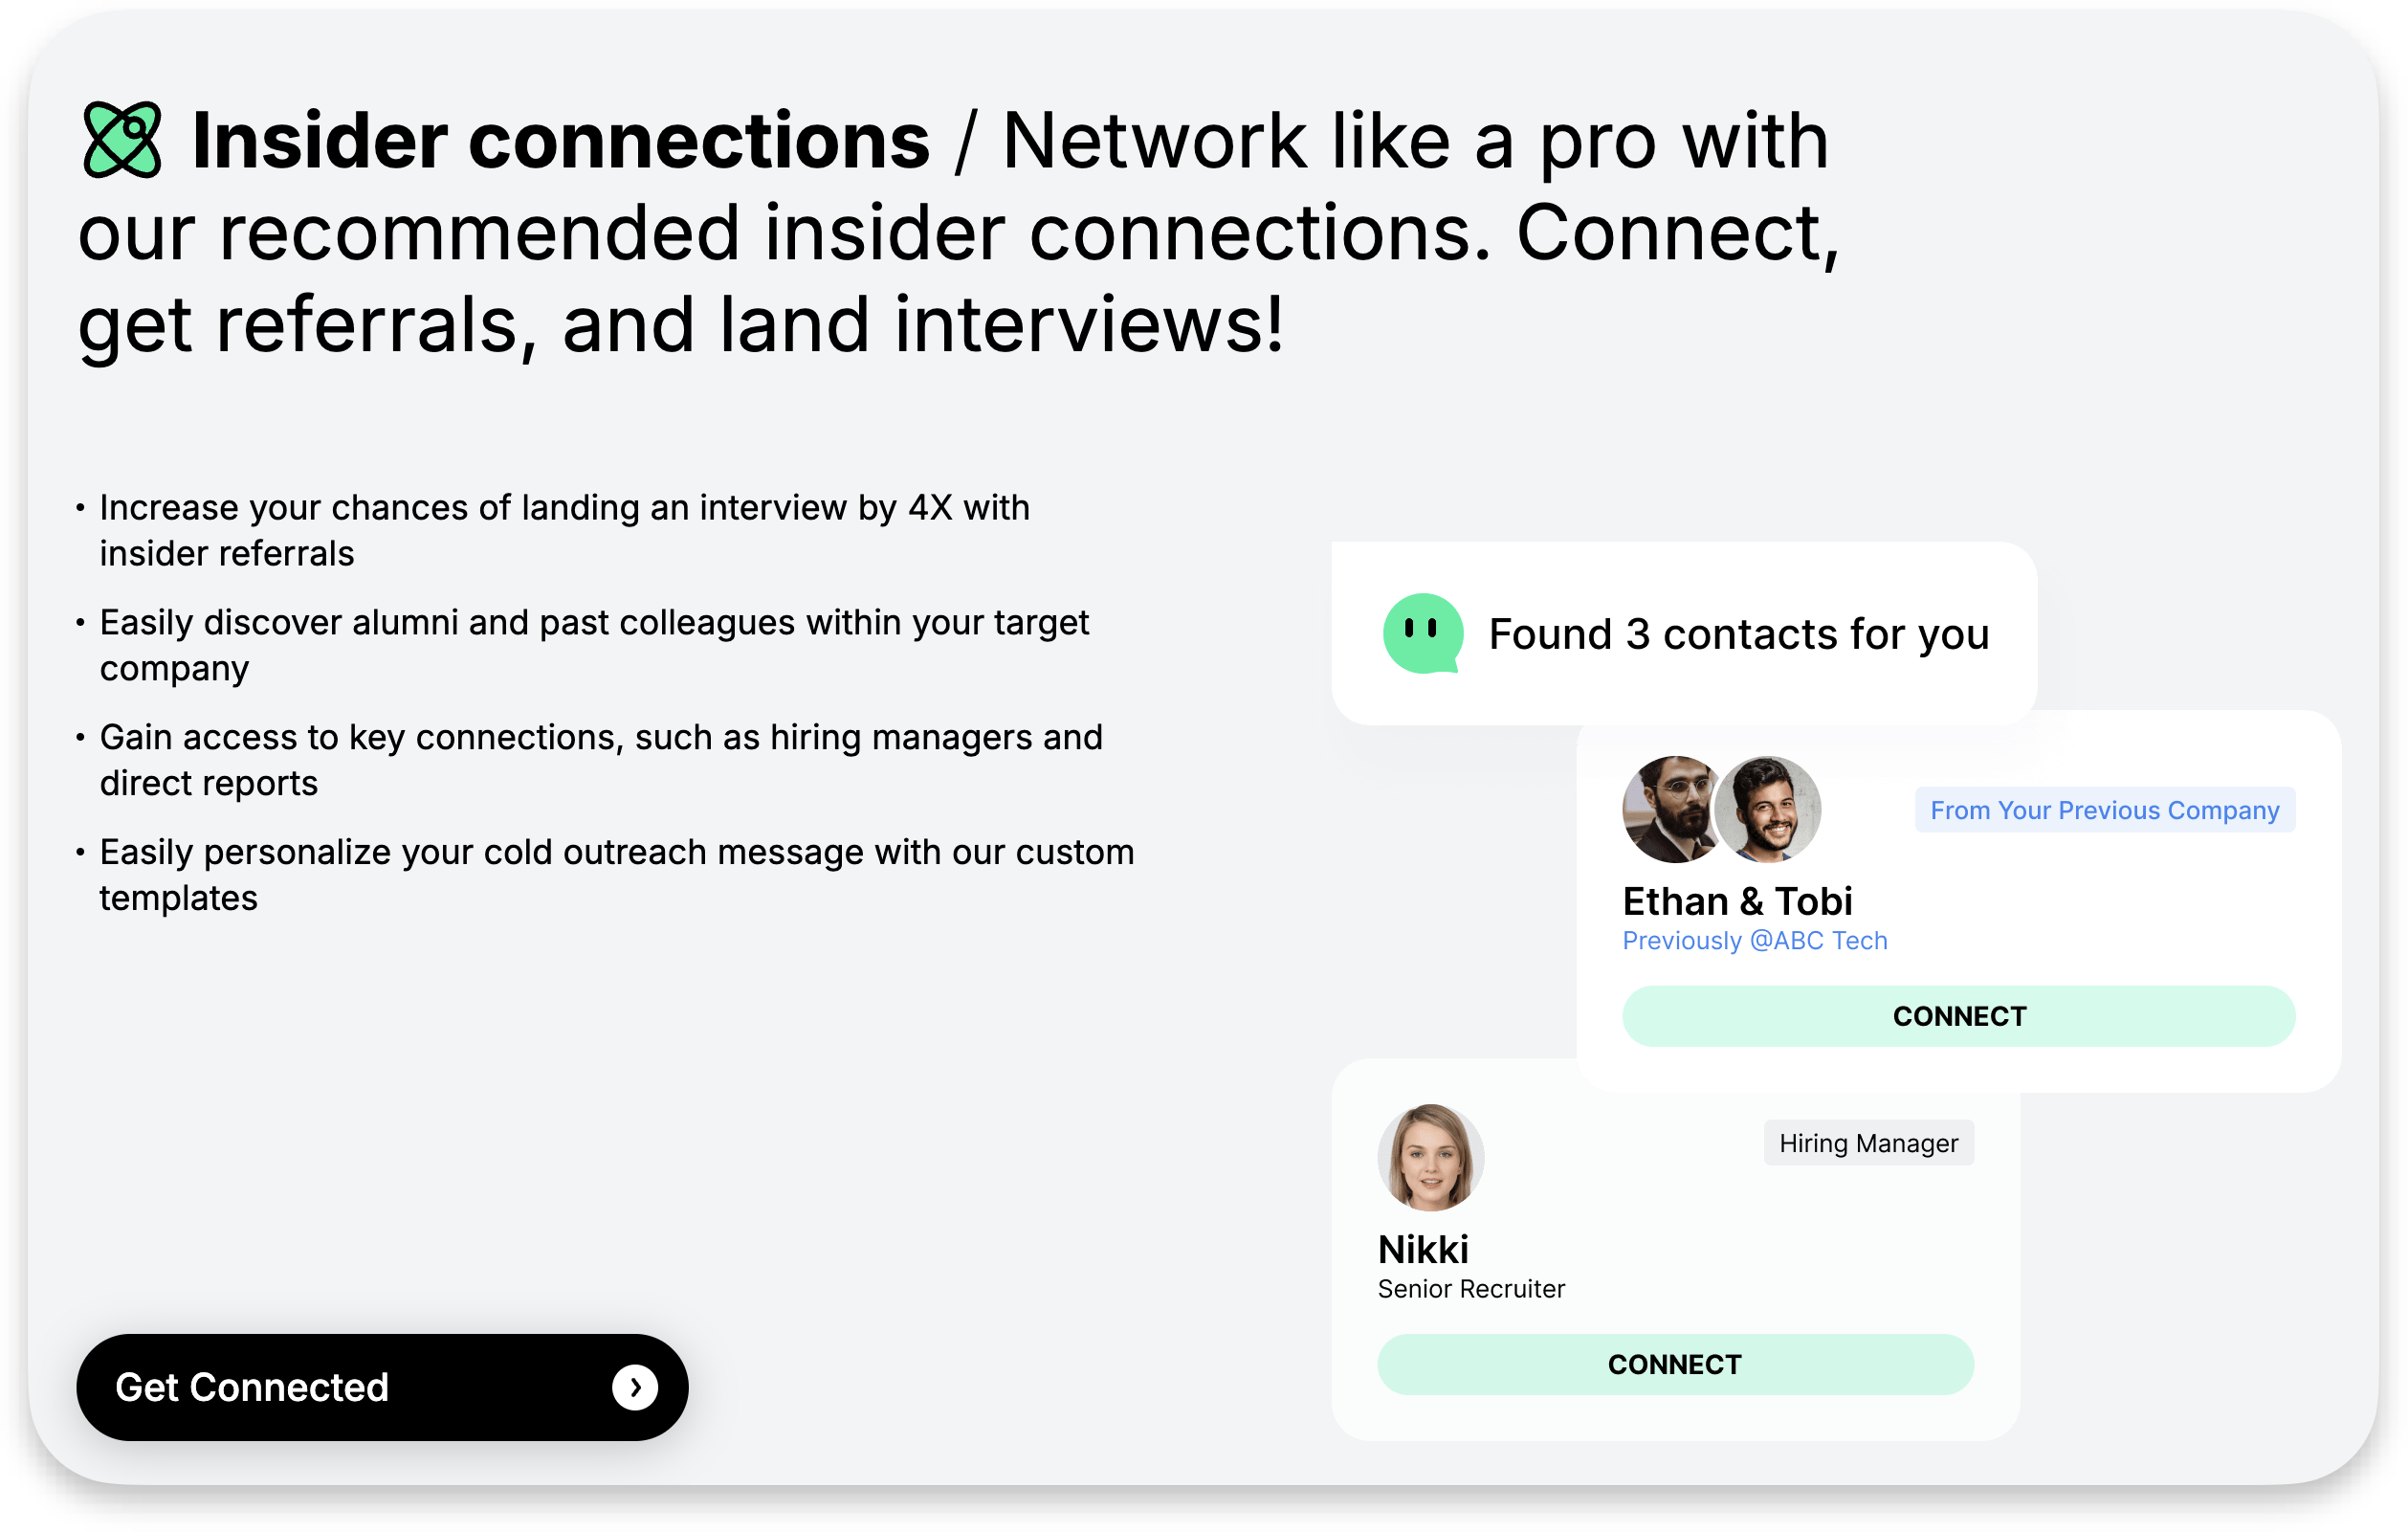 Insider connections / Network like a pro with
our recommended insider connections. Connect,
get referrals, and land interviews!
• Increase your chances of landing an interview by 4X with
insider referrals
• Easily discover alumni and past colleagues within your target
company
• Gain access to key connections, such as hiring managers and
direct reports
• Easily personalize your cold outreach message with our custom
templates
Get Connected
Found 3 contacts for you
From Your Previous Company
Ethan & Tobi
Previously @ABC Tech
CONNECT
Hiring Manager
Nikki
Senior Recruiter
CONNECT